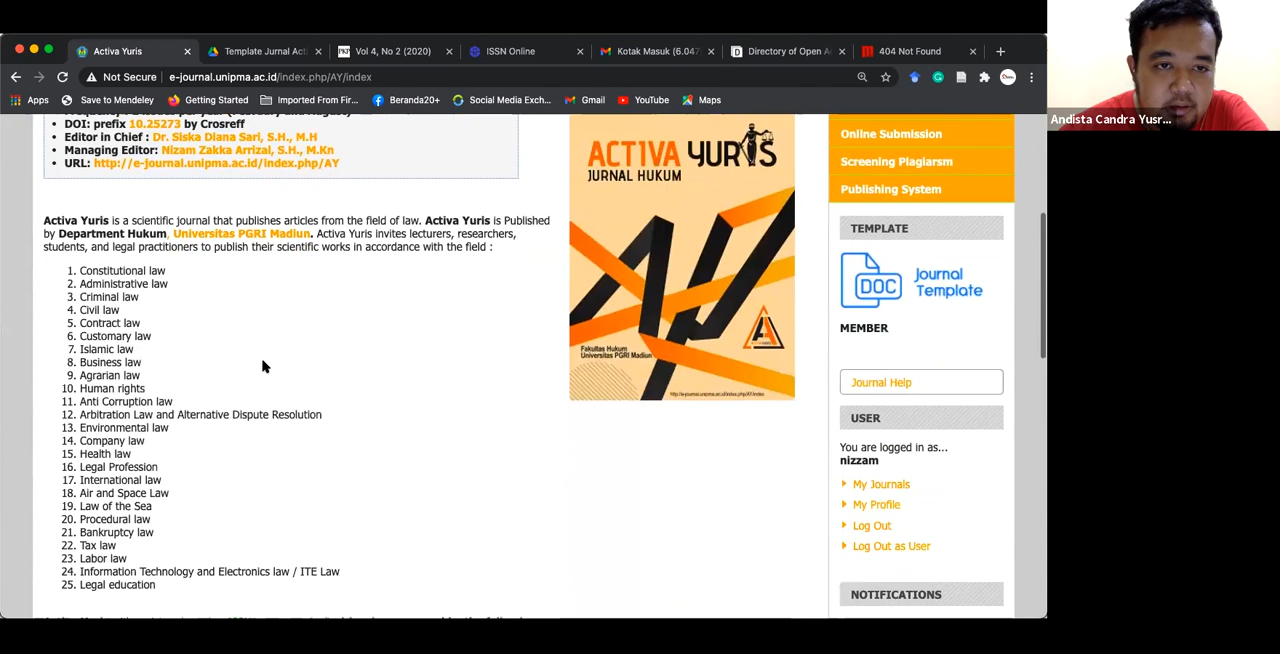 Activa Yuris
Template Jurnal Act
Vol 4, No 2 (2020)
ISSN Online
Kotak Masuk (6.047
Directory of Open A
404 Not Found
Not Secure
e-journal.unipma.ac.id/index.php/AY/index
Apps
Save to Mendeley
Getting Started
Imported From Fir...
Beranda20+
Social Media Exch...
Gmail
YouTube
Maps
Andista Candra Yusr...
• DOI: prefix 10.25273 by Crosreff
• Editor in Chief : Dr. Siska Diana Sari, S.H., M.H
• Managing Editor: Nizam Zakka Arrizal, S.H., M.Kn
• URL: http://e-journal.unipma.ac.id/index.php/AY
Activa Yuris is a scientific journal that publishes articles from the field of law. Activa Yuris is Published
by Department Hukum, Universitas PGRI Madiun. Activa Yuris invites lecturers, researchers,
students, and legal practitioners to publish their scientific works in accordance with the field :
1. Constitutional law
2. Administrative law
3. Criminal law
4. Civil law
5. Contract law
6. Customary law
7. Islamic law
8. Business law
9. Agrarian law
10. Human rights
11. Anti Corruption law
12. Arbitration Law and Alternative Dispute Resolution
13. Environmental law
14. Company law
15. Health law
16. Legal Profession
17. International law
18. Air and Space Law
19. Law of the Sea
20. Procedural law
21. Bankruptcy law
22. Tax law
23. Labor law
24. Information Technology and Electronics law / ITE Law
25. Legal education
ACTIVA YURIS
JURNAL HUKUM
Fakultas Hukum
Universitas PGRI Madiun
http://e-journal.unipma.ac.id/index.php/AY/index
Online Submission
Screening Plagiarsm
Publishing System
TEMPLATE
DOC
Journal
Template
MEMBER
Journal Help
USER
You are logged in as...
nizzam
My Journals
My Profile
Log Out
Log Out as User
NOTIFICATIONS